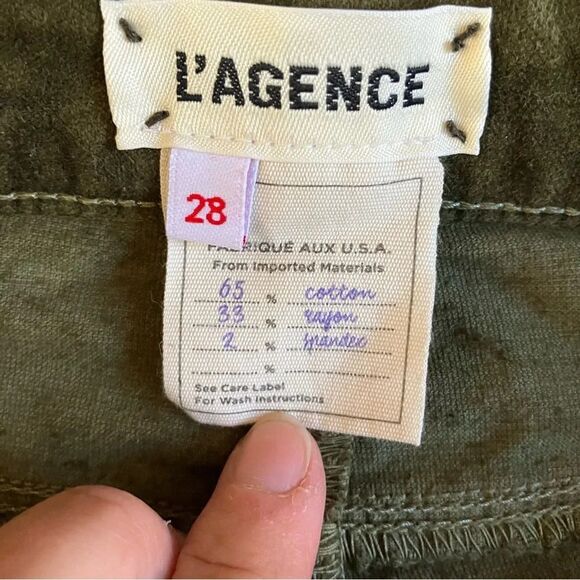 L'AGENCE
28
FABRIQUÉ AUX U.S.A.
From Imported Materials
65 % cotton
33 % rayon
2 % spandex
%
See Care Label
For Wash Instructions